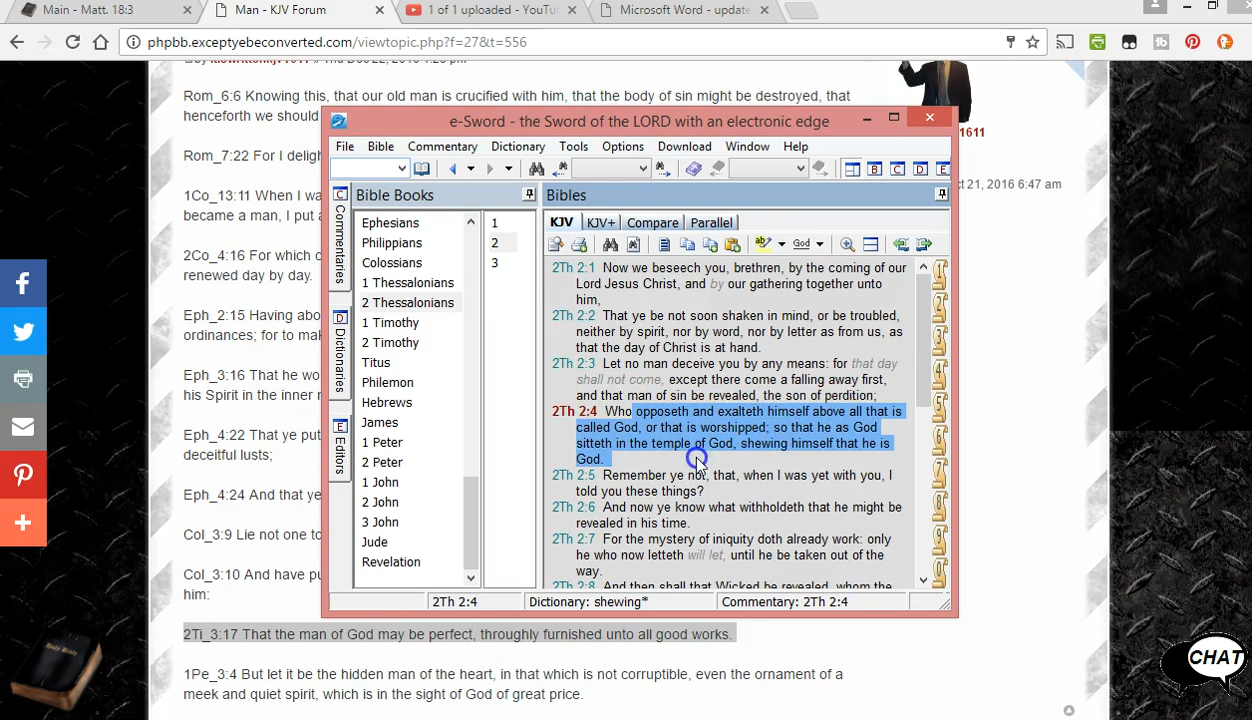 Main - Matt. 18:3
Man - KJV Forum
1 of 1 uploaded - YouTu
Microsoft Word - update
phpbb.exceptyebeconverted.com/viewtopic.php?f=27&t=556
Rom_6:6 Knowing this, that our old man is crucified with him, that the body of sin might be destroyed, that
henceforth we should
Rom_7:22 For I delight
1Co_13:11 When I wa
became a man, I put a
2Co_4:16 For which c
renewed day by day.
Eph_2:15 Having abo
ordinances; for to mak
Eph_3:16 That he wo
his Spirit in the inner r
Eph_4:22 That ye put
deceitful lusts;
Eph_4:24 And that ye
Col_3:9 Lie not one to
Col_3:10 And have pu
him:
2Ti_3:17 That the man of God may be perfect, throughly furnished unto all good works.
1Pe_3:4 But let it be the hidden man of the heart, in that which is not corruptible, even the ornament of a
meek and quiet spirit, which is in the sight of God of great price.
1611
ct 21, 2016 6:47 am
e-Sword - the Sword of the LORD with an electronic edge
File Bible Commentary Dictionary Tools Options Download Window Help
B C D E
C Commentaries
D Dictionaries
E Editors
Bible Books
Ephesians
Philippians
Colossians
1 Thessalonians
2 Thessalonians
1 Timothy
2 Timothy
Titus
Philemon
Hebrews
James
1 Peter
2 Peter
1 John
2 John
3 John
Jude
Revelation
1
2
3
Bibles
KJV KJV+ Compare Parallel
God
2Th 2:1 Now we beseech you, brethren, by the coming of our
Lord Jesus Christ, and by our gathering together unto
him,
2Th 2:2 That ye be not soon shaken in mind, or be troubled,
neither by spirit, nor by word, nor by letter as from us, as
that the day of Christ is at hand.
2Th 2:3 Let no man deceive you by any means: for that day
shall not come, except there come a falling away first,
and that man of sin be revealed, the son of perdition;
2Th 2:4 Who opposeth and exalteth himself above all that is
called God, or that is worshipped; so that he as God
sitteth in the temple of God, shewing himself that he is
God.
2Th 2:5 Remember ye not, that, when I was yet with you, I
told you these things?
2Th 2:6 And now ye know what withholdeth that he might be
revealed in his time.
2Th 2:7 For the mystery of iniquity doth already work: only
he who now letteth will let, until he be taken out of the
way.
2Th 2:8 And then shall that Wicked be revealed, whom the
2Th 2:4
Dictionary: shewing*
Commentary: 2Th 2:4
CHAT